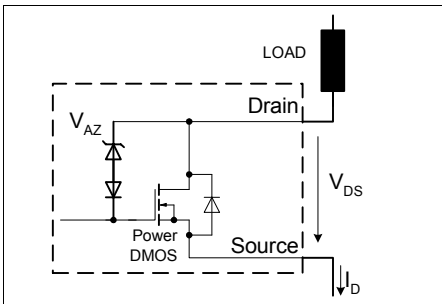 LOAD
Drain
V_AZ
V_DS
Power
DMOS
Source
I_D